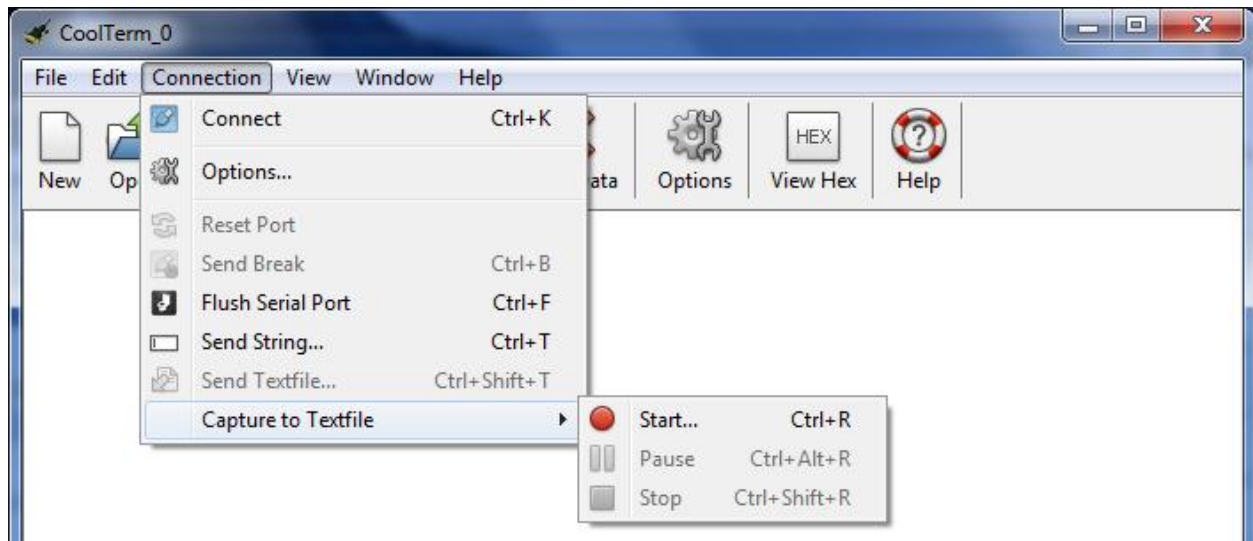 CoolTerm_0
File Edit Connection View Window Help
New Op ata Options HEX View Hex Help
Connect Ctrl+K
Options...
Reset Port
Send Break Ctrl+B
Flush Serial Port Ctrl+F
Send String... Ctrl+T
Send Textfile... Ctrl+Shift+T
Capture to Textfile
Start... Ctrl+R
Pause Ctrl+Alt+R
Stop Ctrl+Shift+R